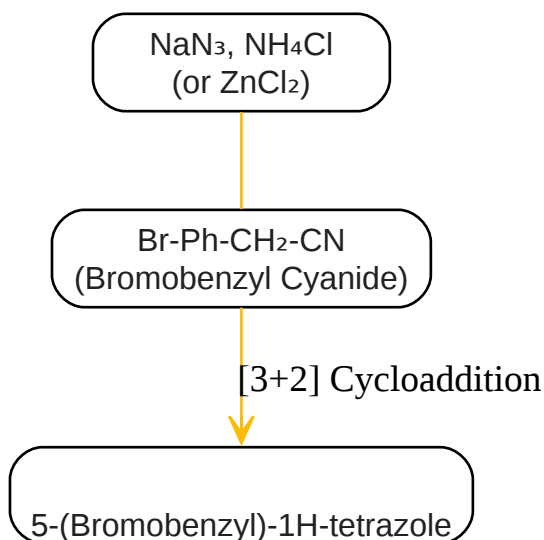 NaN₃, NH₄Cl
(or ZnCl₂)
Br-Ph-CH₂-CN
(Bromobenzyl Cyanide)
[3+2] Cycloaddition
5-(Bromobenzyl)-1H-tetrazole